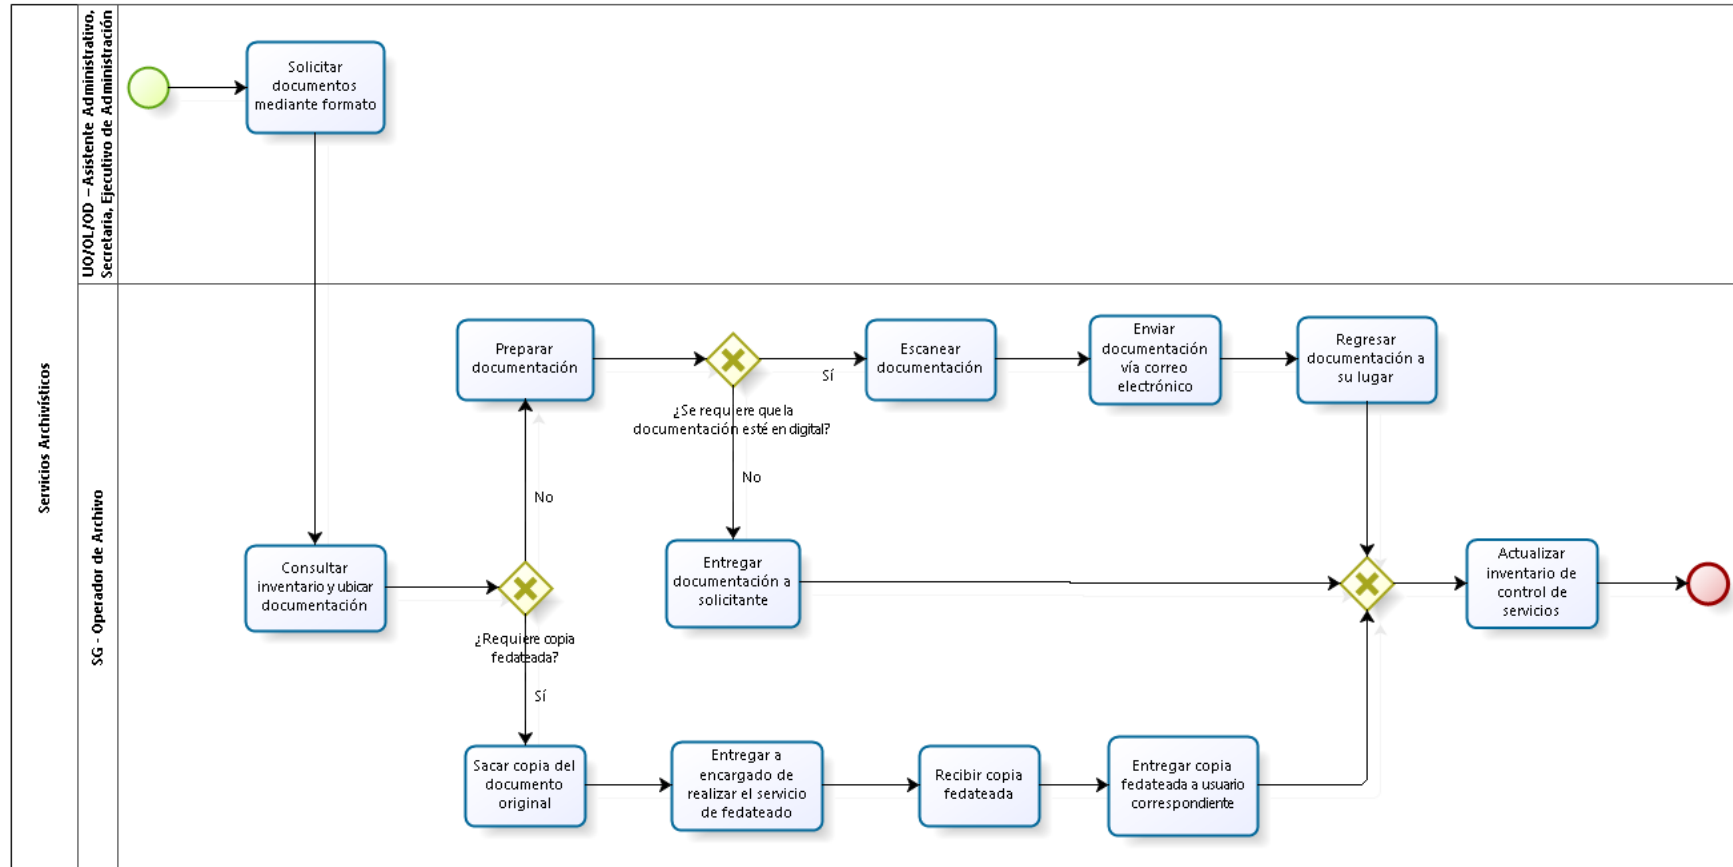 Servicios Archivísticos
UO/OL/OD – Asistente Administrativo,
Secretaria, Ejecutivo de Administración
Solicitar
documentos
mediante formato
SG - Operador de Archivo
Consultar
inventario y ubicar
documentación
¿Requiere copia
fedateada?
No
Sí
Preparar
documentación
¿Se requiere que la
documentación esté en digital?
Sí
No
Escanear
documentación
Enviar
documentación
vía correo
electrónico
Regresar
documentación a
su lugar
Entregar
documentación a
solicitante
Sacar copia del
documento
original
Entregar a
encargado de
realizar el servicio
de fedateado
Recibir copia
fedateada
Entregar copia
fedateada a usuario
correspondiente
Actualizar
inventario de
control de
servicios